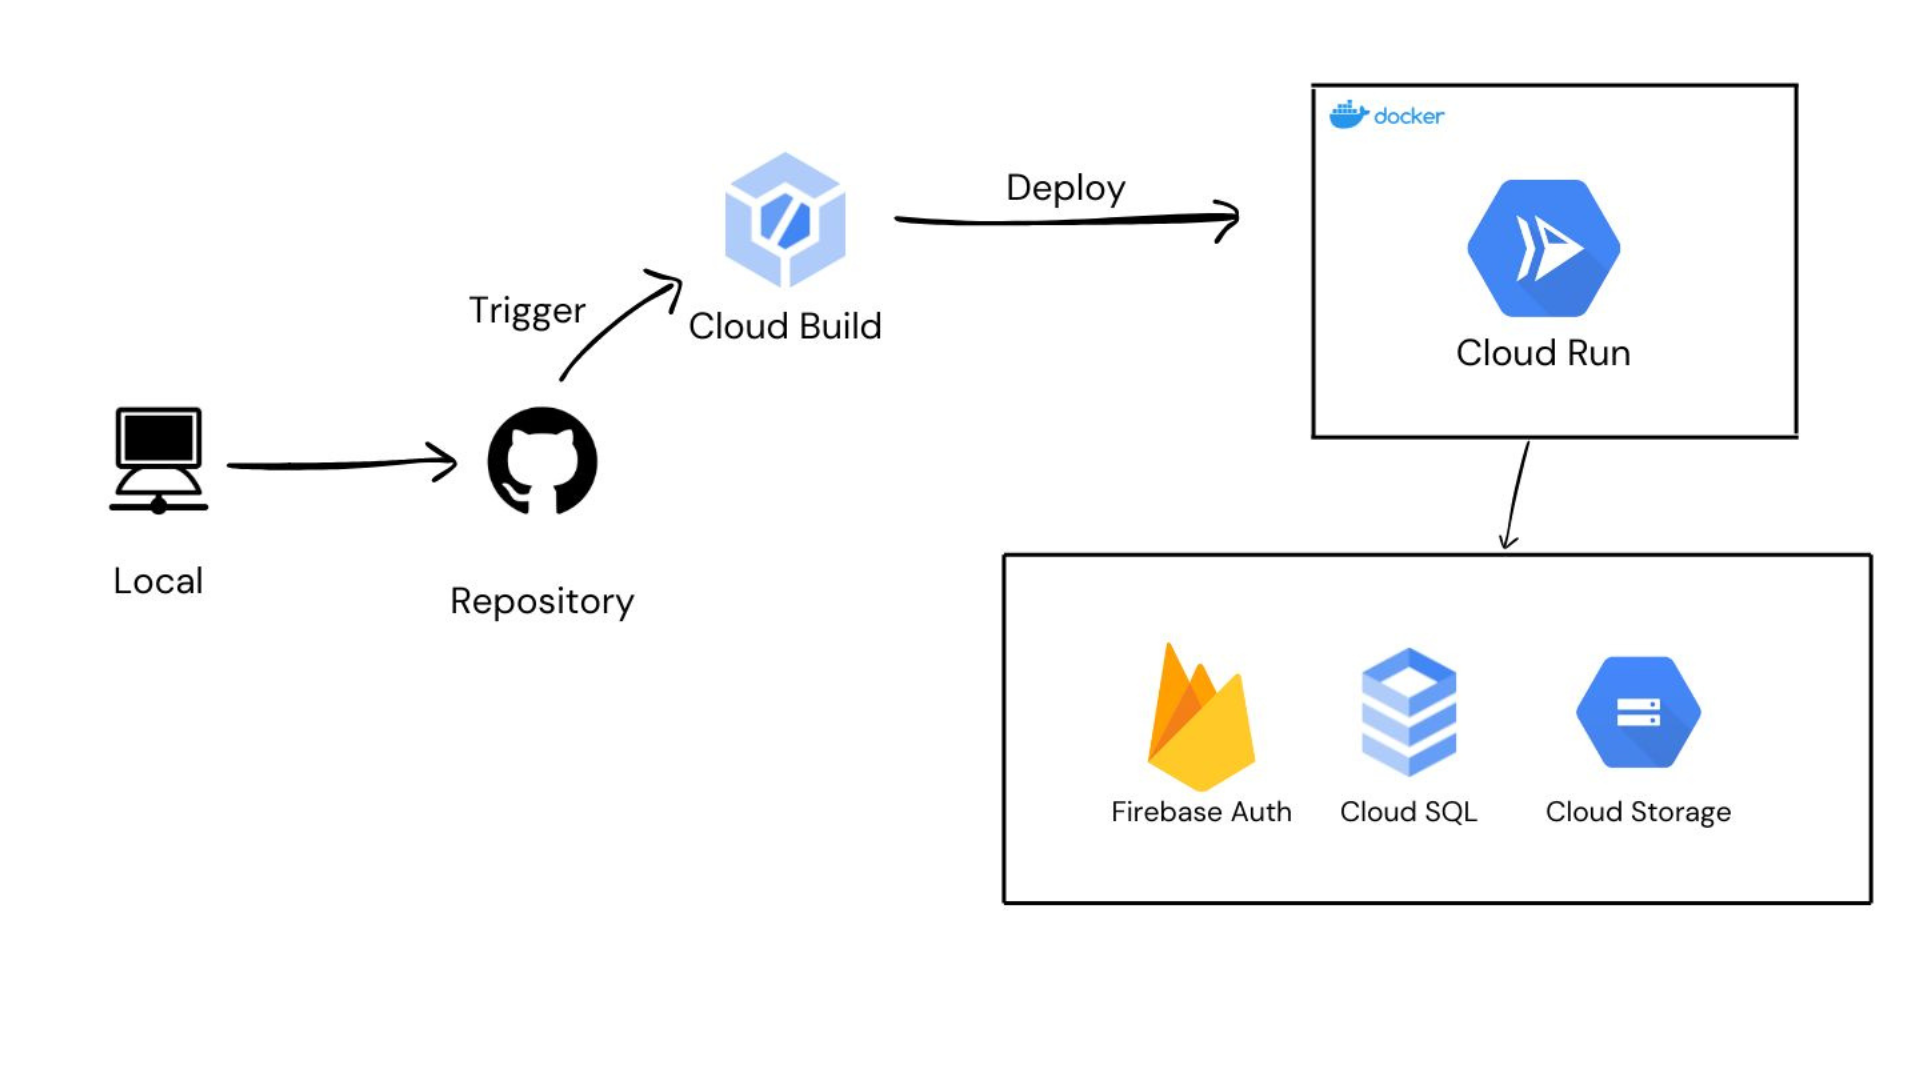 docker
Deploy
Trigger
Cloud Build
Cloud Run
Local
Repository
Firebase Auth
Cloud SQL
Cloud Storage